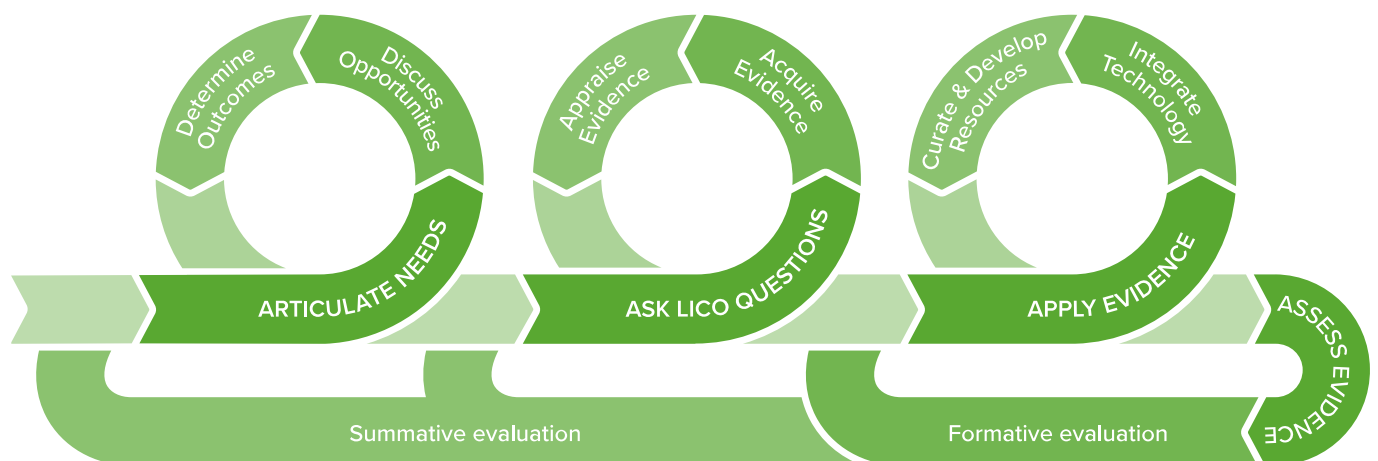 Determine
Outcomes
Discuss
Opportunities
ARTICULATE NEEDS
Appraise
Evidence
Acquire
Evidence
ASK LICO QUESTIONS
Curate & Develop
Resources
Integrate
Technology
APPLY EVIDENCE
ASSESS EVIDENCE
Summative evaluation
Formative evaluation